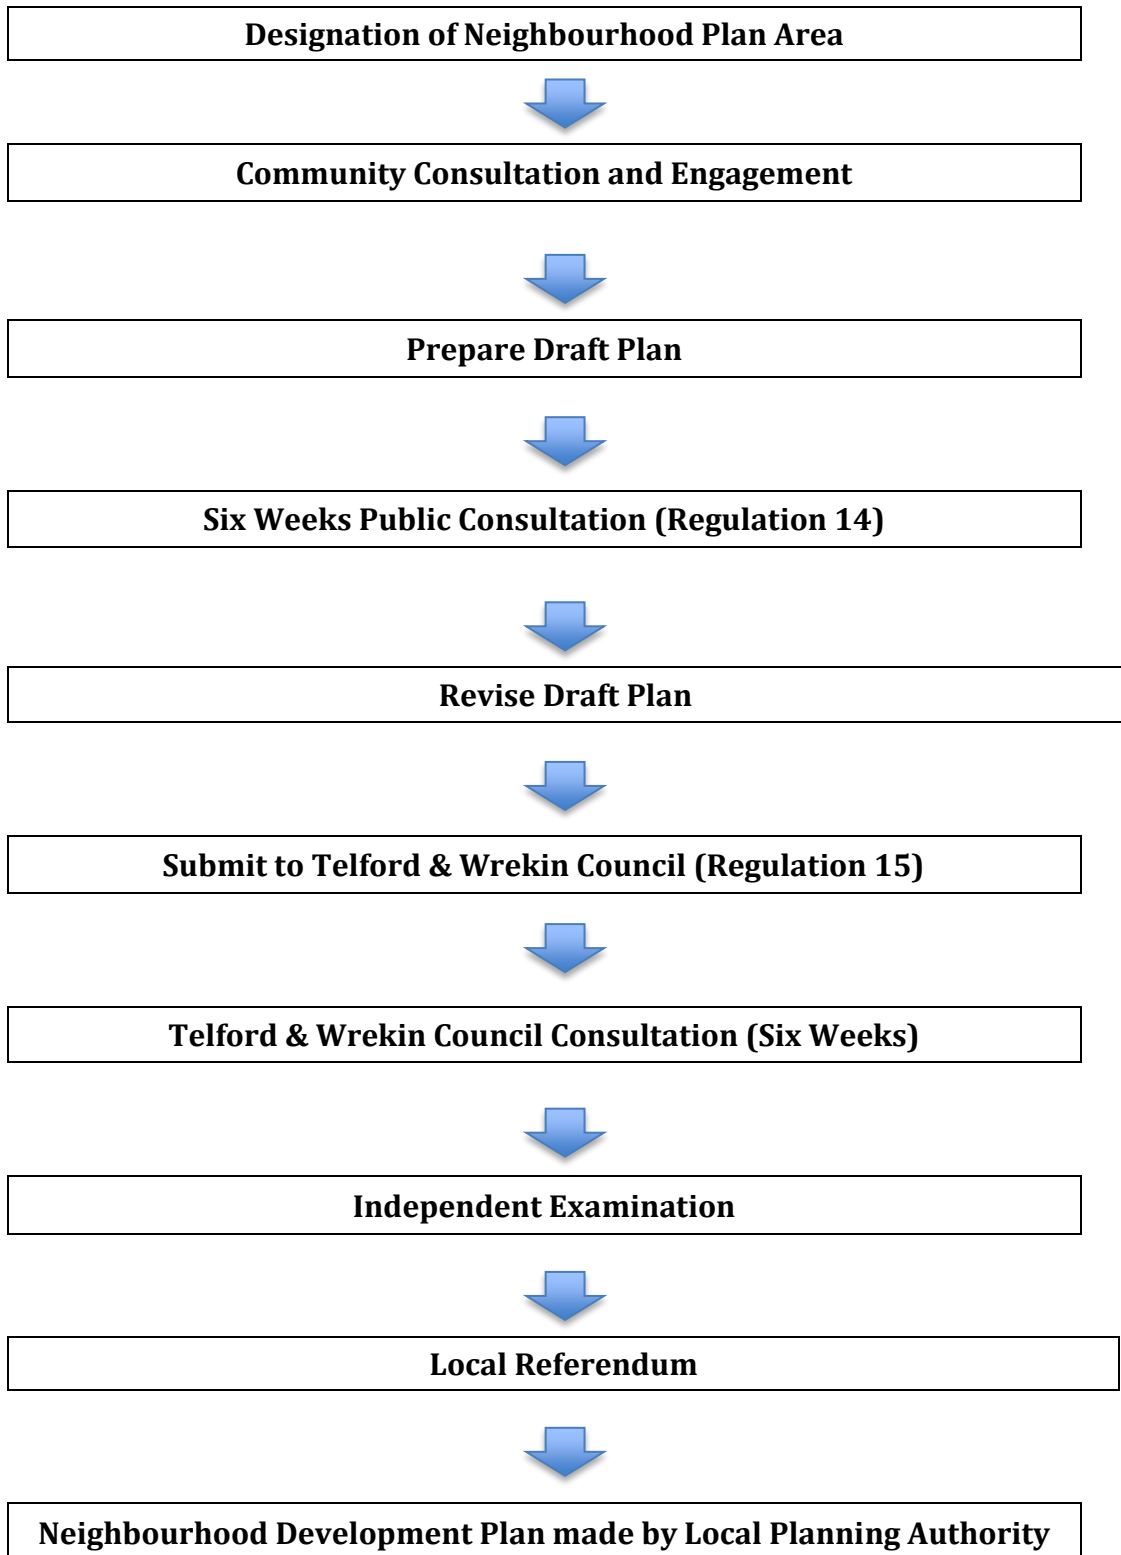 Designation of Neighbourhood Plan Area
Community Consultation and Engagement
Prepare Draft Plan
Six Weeks Public Consultation (Regulation 14)
Revise Draft Plan
Submit to Telford & Wrekin Council (Regulation 15)
Telford & Wrekin Council Consultation (Six Weeks)
Independent Examination
Local Referendum
Neighbourhood Development Plan made by Local Planning Authority